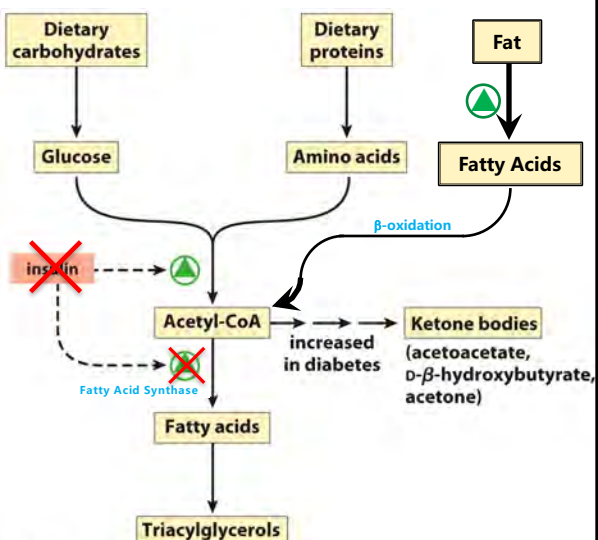 Dietary
carbohydrates
Dietary
proteins
Fat
Glucose
Amino acids
Fatty Acids
β-oxidation
insulin
Acetyl-CoA
increased
in diabetes
Ketone bodies
(acetoacetate,
D-β-hydroxybutyrate,
acetone)
Fatty Acid Synthase
Fatty acids
Triacylglycerols